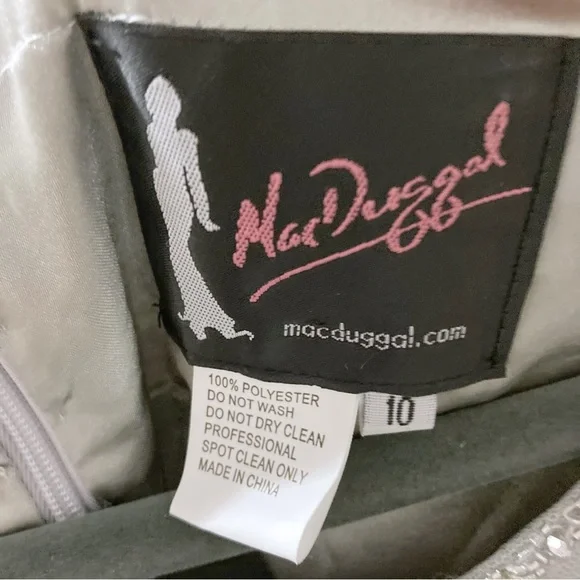 MacDuggal
macduggal.com
100% POLYESTER
DO NOT WASH
DO NOT DRY CLEAN
PROFESSIONAL
SPOT CLEAN ONLY
MADE IN CHINA
10